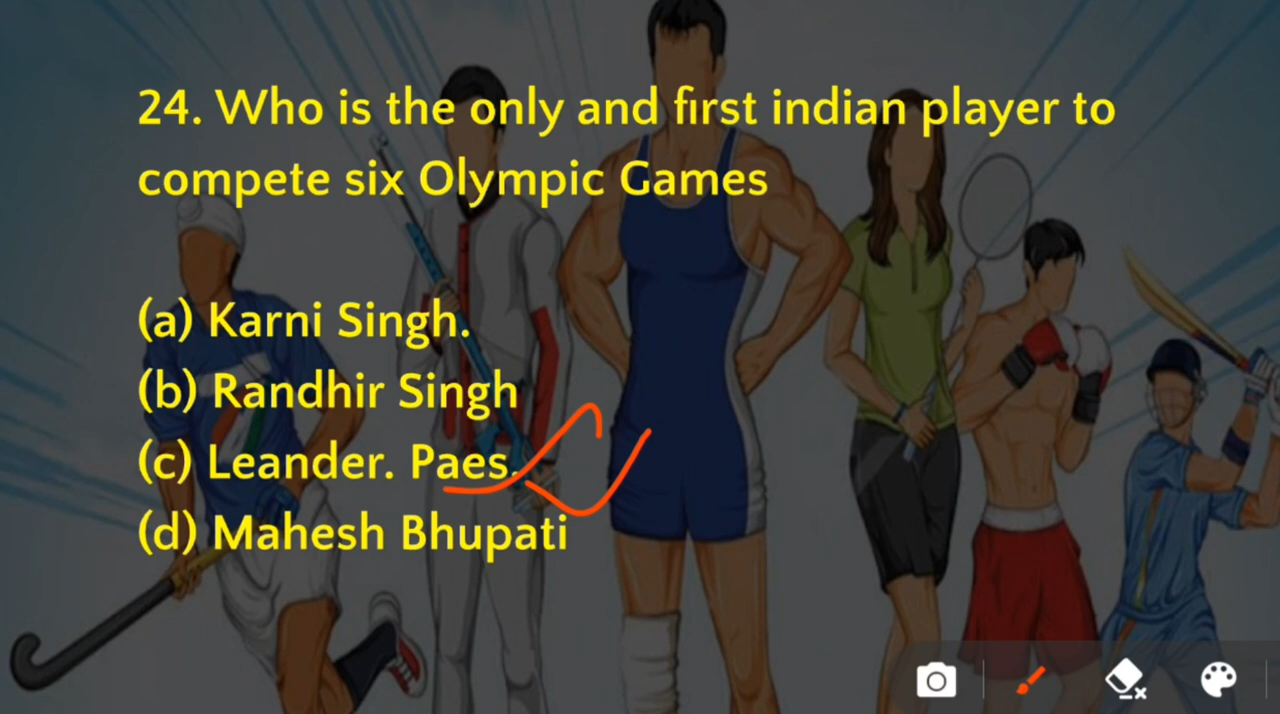 24. Who is the only and first indian player to
compete six Olympic Games
(a) Karni Singh.
(b) Randhir Singh
(c) Leander. Paes.
(d) Mahesh Bhupati